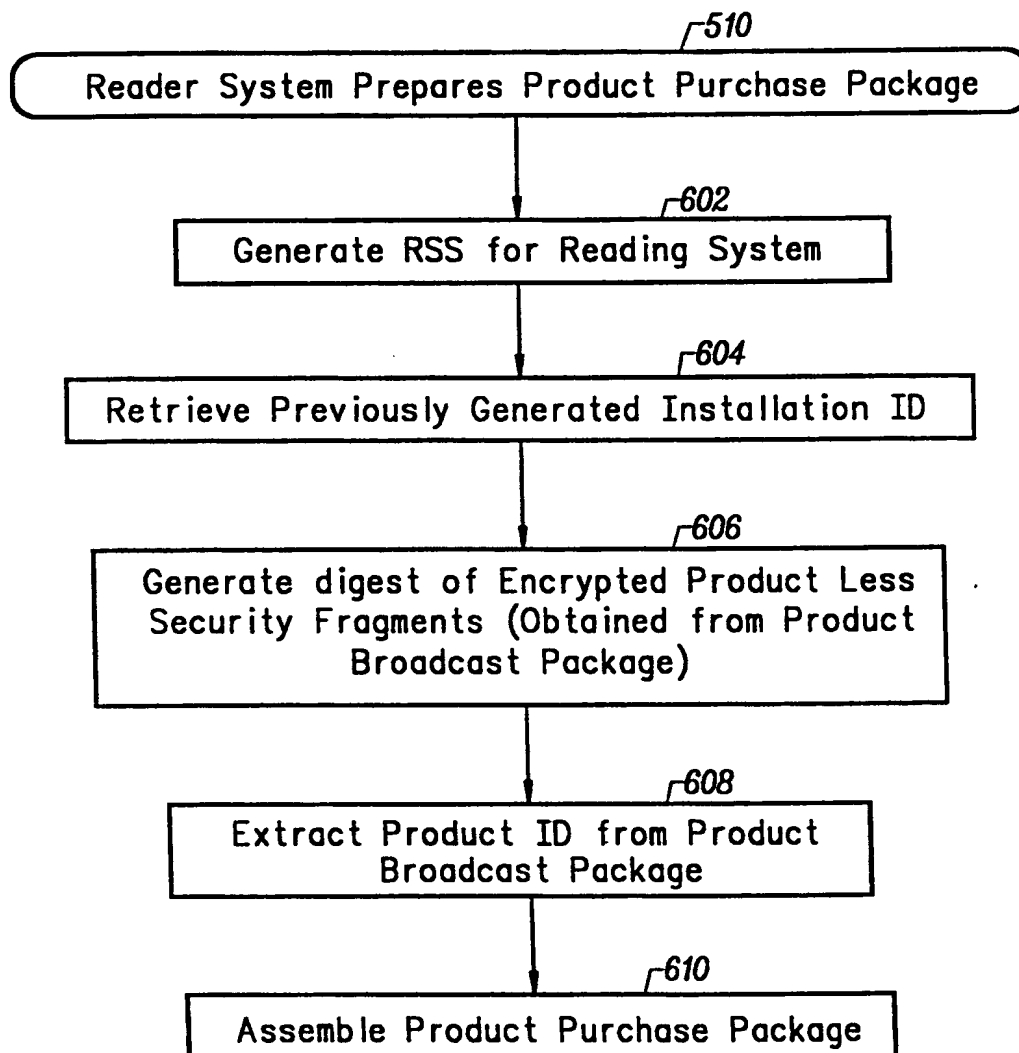 510
Reader System Prepares Product Purchase Package
602
Generate RSS for Reading System
604
Retrieve Previously Generated Installation ID
606
Generate digest of Encrypted Product Less
Security Fragments (Obtained from Product
Broadcast Package)
608
Extract Product ID from Product
Broadcast Package
610
Assemble Product Purchase Package